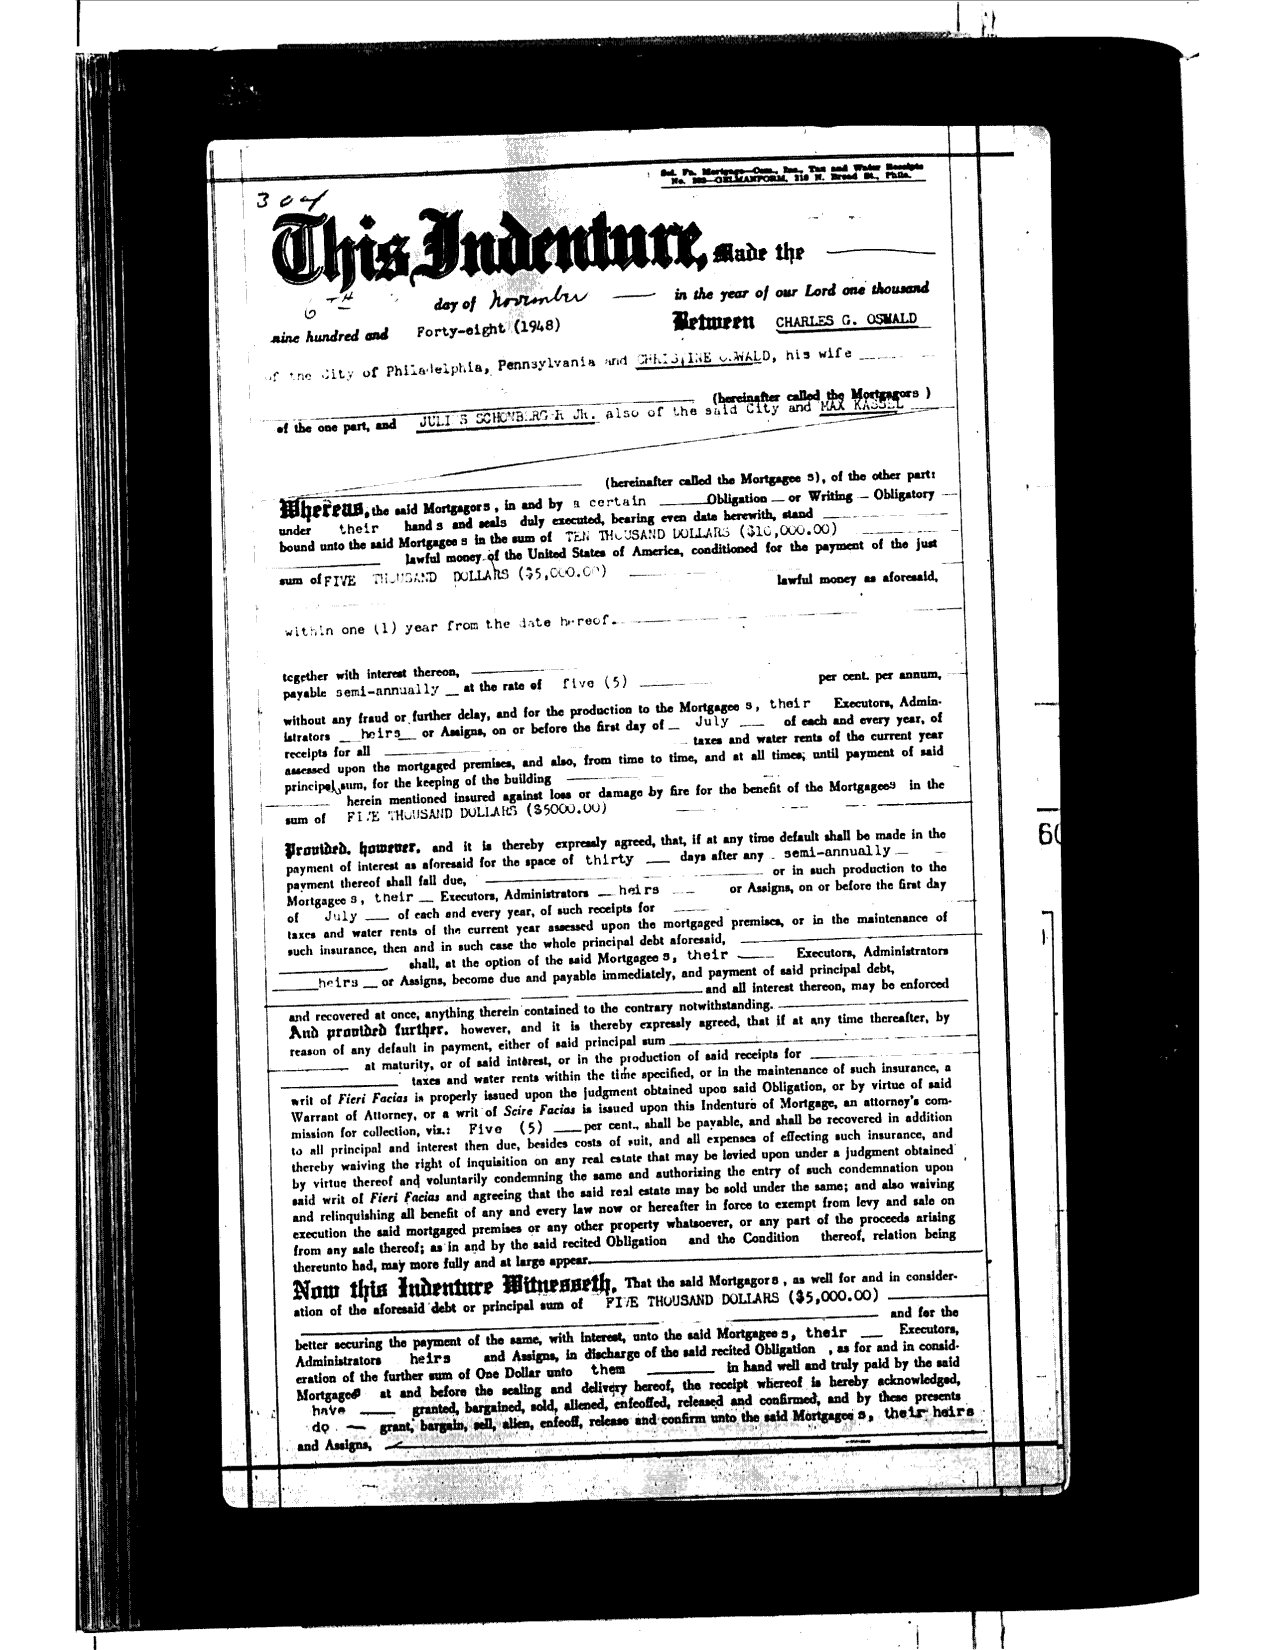 Sci. Fa. Mortgage—Com., Ins., Tax and Water Receipts
No. 303—GELMANFORM, 218 N. Broad St., Phila.
304
This Indenture, Made the
6TH day of November in the year of our Lord one thousand
nine hundred and Forty-eight (1948) Between CHARLES G. OSWALD
of the City of Philadelphia, Pennsylvania and CHRISTINE OSWALD, his wife
(hereinafter called the Mortgagors )
of the one part, and JULIUS SCHONBERGER Jr. also of the said City and MAX KASSEL
(hereinafter called the Mortgagee s), of the other part:
Whereas, the said Mortgagors, in and by a certain Obligation or Writing Obligatory
under their hand s and seals duly executed, bearing even date herewith, stand
bound unto the said Mortgagee s in the sum of TEN THOUSAND DOLLARS ($10,000.00)
lawful money of the United States of America, conditioned for the payment of the just
sum of FIVE THOUSAND DOLLARS ($5,000.00) lawful money as aforesaid,
within one (1) year from the date hereof.
together with interest thereon,
payable semi-annually at the rate of five (5) per cent. per annum,
without any fraud or further delay, and for the production to the Mortgagee s, their Executors, Admin-
istrators heirs or Assigns, on or before the first day of July of each and every year, of
receipts for all taxes and water rents of the current year
assessed upon the mortgaged premises, and also, from time to time, and at all times; until payment of said
principal sum, for the keeping of the building
herein mentioned insured against loss or damage by fire for the benefit of the Mortgagees in the
sum of FIVE THOUSAND DOLLARS ($5000.00)
Provided, however, and it is thereby expressly agreed, that, if at any time default shall be made in the
payment of interest as aforesaid for the space of thirty days after any semi-annually
payment thereof shall fall due, or in such production to the
Mortgagee s, their Executors, Administrators heirs or Assigns, on or before the first day
of July of each and every year, of such receipts for
taxes and water rents of the current year assessed upon the mortgaged premises, or in the maintenance of
such insurance, then and in such case the whole principal debt aforesaid,
shall, at the option of the said Mortgagee s, their Executors, Administrators
heirs or Assigns, become due and payable immediately, and payment of said principal debt,
and all interest thereon, may be enforced
and recovered at once, anything therein contained to the contrary notwithstanding.
And provided further, however, and it is thereby expressly agreed, that if at any time thereafter, by
reason of any default in payment, either of said principal sum
at maturity, or of said interest, or in the production of said receipts for
taxes and water rents within the time specified, or in the maintenance of such insurance, a
writ of Fieri Facias is properly issued upon the judgment obtained upon said Obligation, or by virtue of said
Warrant of Attorney, or a writ of Scire Facias is issued upon this Indenture of Mortgage, an attorney's com-
mission for collection, viz.: Five (5) per cent., shall be payable, and shall be recovered in addition
to all principal and interest then due, besides costs of suit, and all expenses of effecting such insurance, and
thereby waiving the right of inquisition on any real estate that may be levied upon under a judgment obtained
by virtue thereof and voluntarily condemning the same and authorizing the entry of such condemnation upon
said writ of Fieri Facias and agreeing that the said real estate may be sold under the same; and also waiving
and relinquishing all benefit of any and every law now or hereafter in force to exempt from levy and sale on
execution the said mortgaged premises or any other property whatsoever, or any part of the proceeds arising
from any sale thereof; as in and by the said recited Obligation and the Condition thereof, relation being
thereunto had, may more fully and at large appear.
Now this Indenture Witnesseth, That the said Mortgagors, as well for and in consider-
ation of the aforesaid debt or principal sum of FIVE THOUSAND DOLLARS ($5,000.00)
and for the
better securing the payment of the same, with interest, unto the said Mortgagee s, their Executors,
Administrators heirs and Assigns, in discharge of the said recited Obligation , as for and in consid-
eration of the further sum of One Dollar unto them in hand well and truly paid by the said
Mortgagee at and before the sealing and delivery hereof, the receipt whereof is hereby acknowledged,
have granted, bargained, sold, aliened, enfeoffed, released and confirmed, and by these presents
do grant, bargain, sell, alien, enfeoff, release and confirm unto the said Mortgagee s, their heirs
and Assigns,